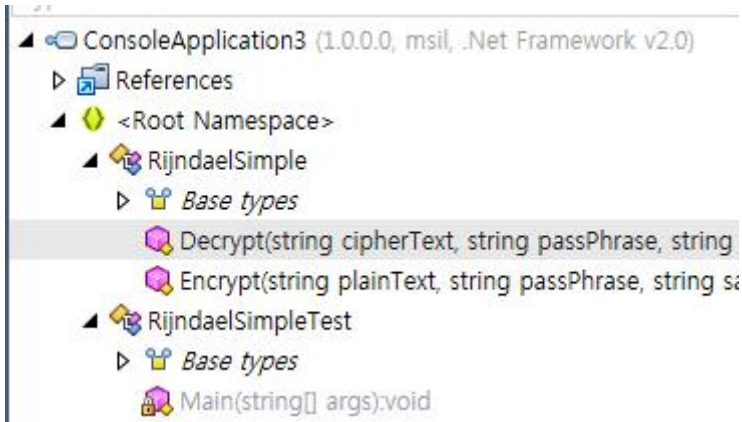 ConsoleApplication3 (1.0.0.0, msil, .Net Framework v2.0)
References
<Root Namespace>
RijndaelSimple
Base types
Decrypt(string cipherText, string passPhrase, string
Encrypt(string plainText, string passPhrase, string sa
RijndaelSimpleTest
Base types
Main(string[] args):void